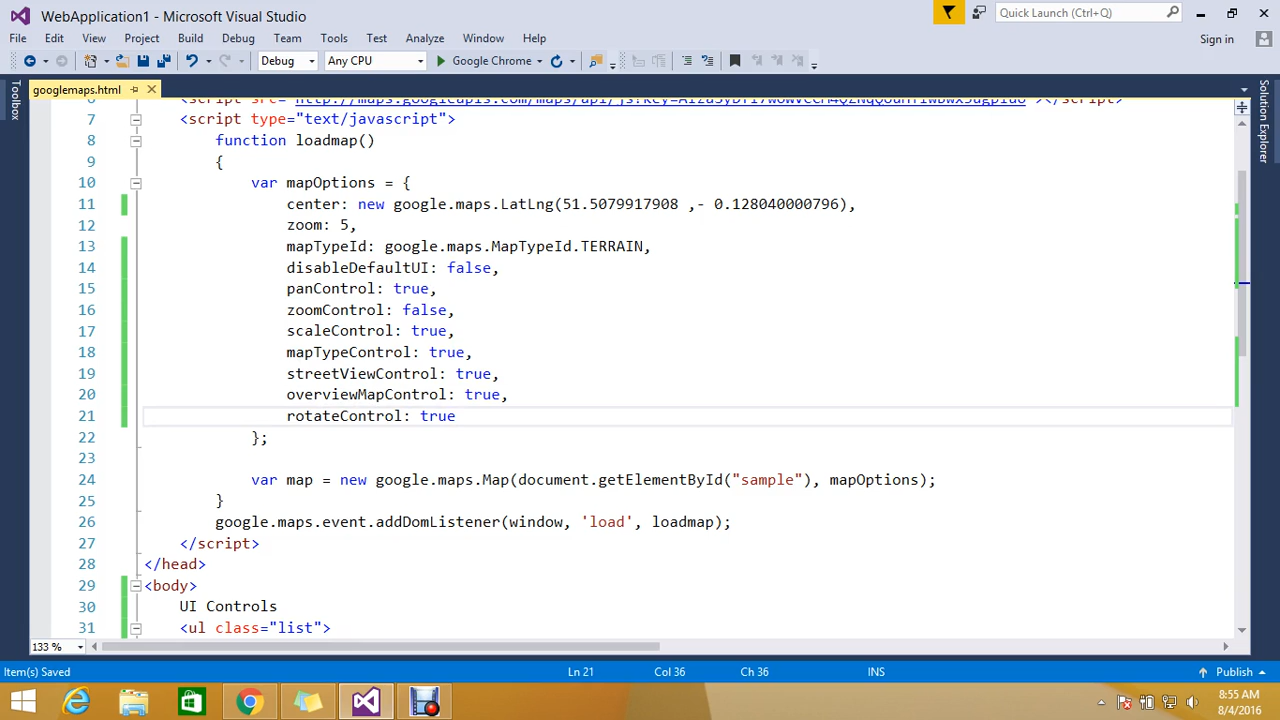 WebApplication1 - Microsoft Visual Studio
Quick Launch (Ctrl+Q)
File Edit View Project Build Debug Team Tools Test Analyze Window Help
Sign in
Debug Any CPU Google Chrome
googlemaps.html
Toolbox
Solution Explorer
7 <script type="text/javascript">
8 function loadmap()
9 {
10 var mapOptions = {
11 center: new google.maps.LatLng(51.5079917908 ,- 0.128040000796),
12 zoom: 5,
13 mapTypeId: google.maps.MapTypeId.TERRAIN,
14 disableDefaultUI: false,
15 panControl: true,
16 zoomControl: false,
17 scaleControl: true,
18 mapTypeControl: true,
19 streetViewControl: true,
20 overviewMapControl: true,
21 rotateControl: true
22 };
23
24 var map = new google.maps.Map(document.getElementById("sample"), mapOptions);
25 }
26 google.maps.event.addDomListener(window, 'load', loadmap);
27 </script>
28 </head>
29 <body>
30 UI Controls
31 <ul class="list">
133 %
Item(s) Saved Ln 21 Col 36 Ch 36 INS Publish
8:55 AM
8/4/2016